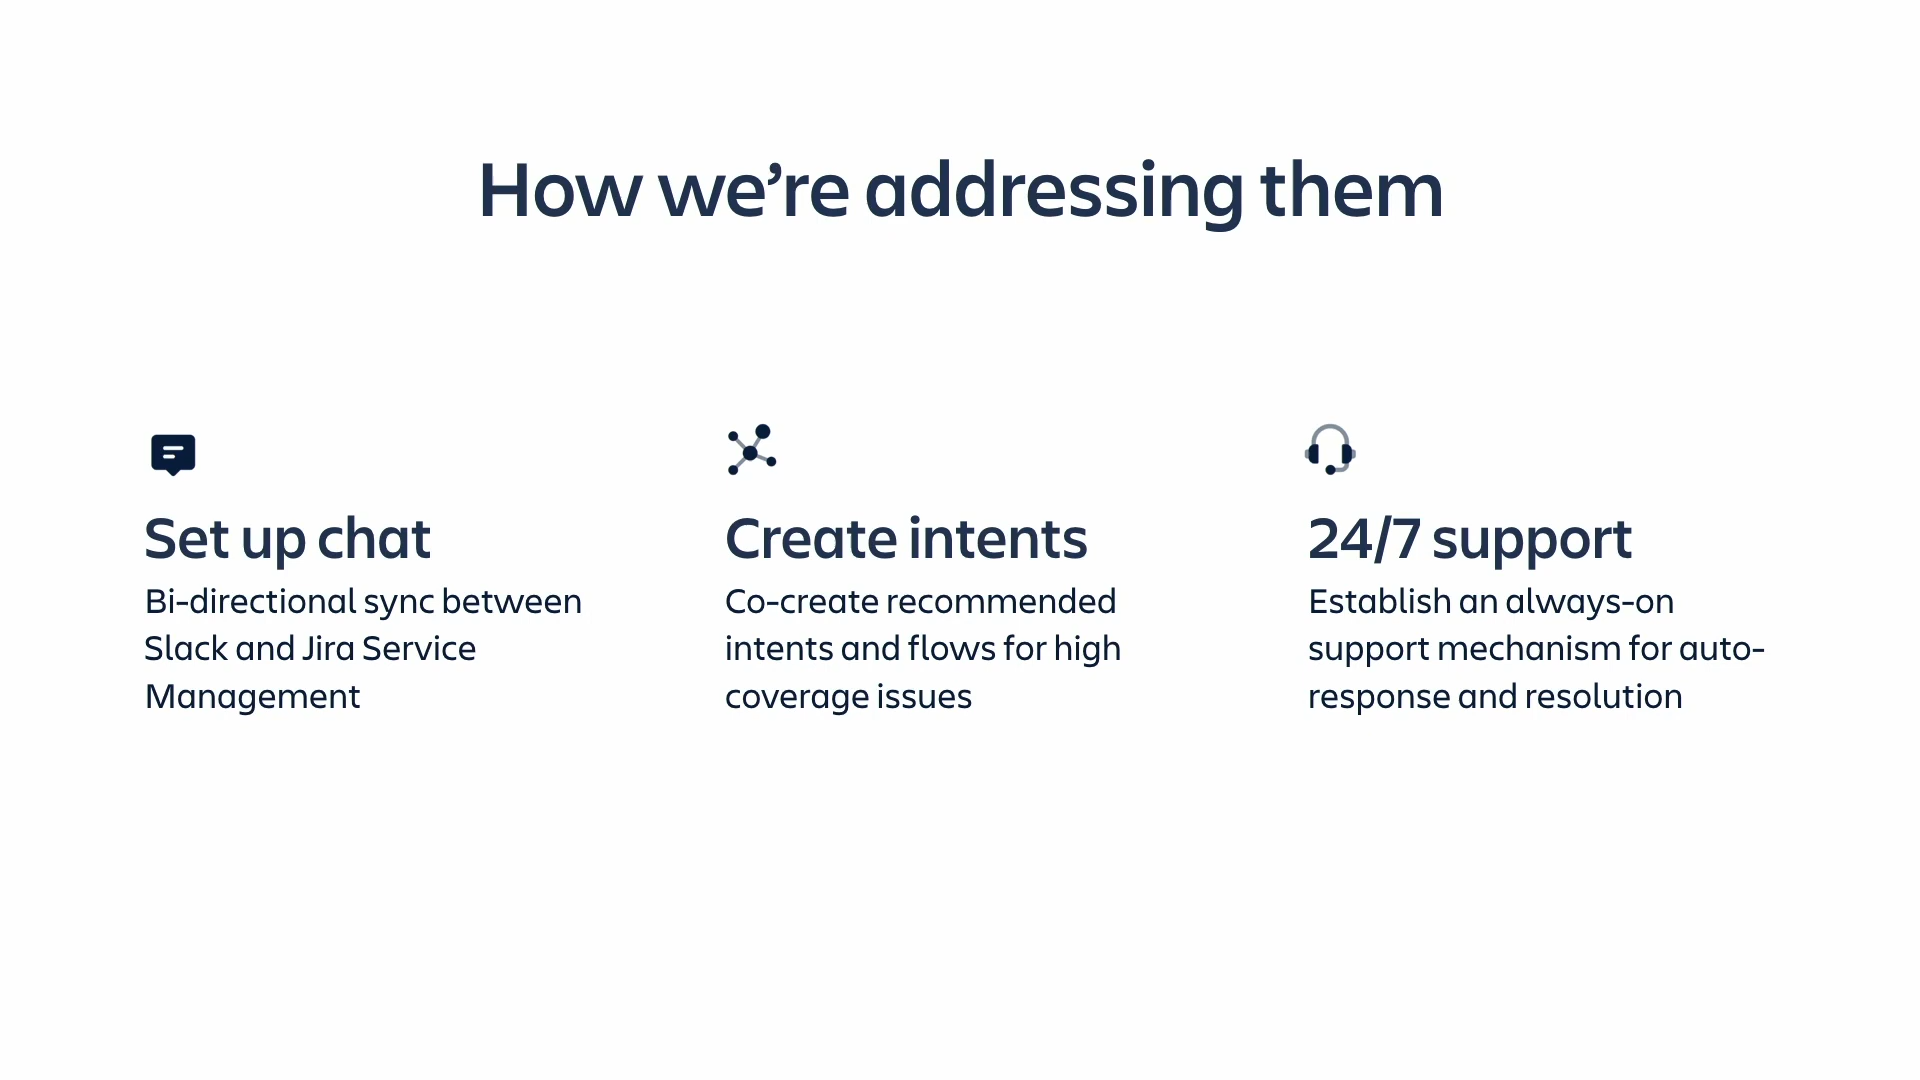 How we’re addressing them
Set up chat
Bi-directional sync between
Slack and Jira Service
Management
Create intents
Co-create recommended
intents and flows for high
coverage issues
24/7 support
Establish an always-on
support mechanism for auto-
response and resolution